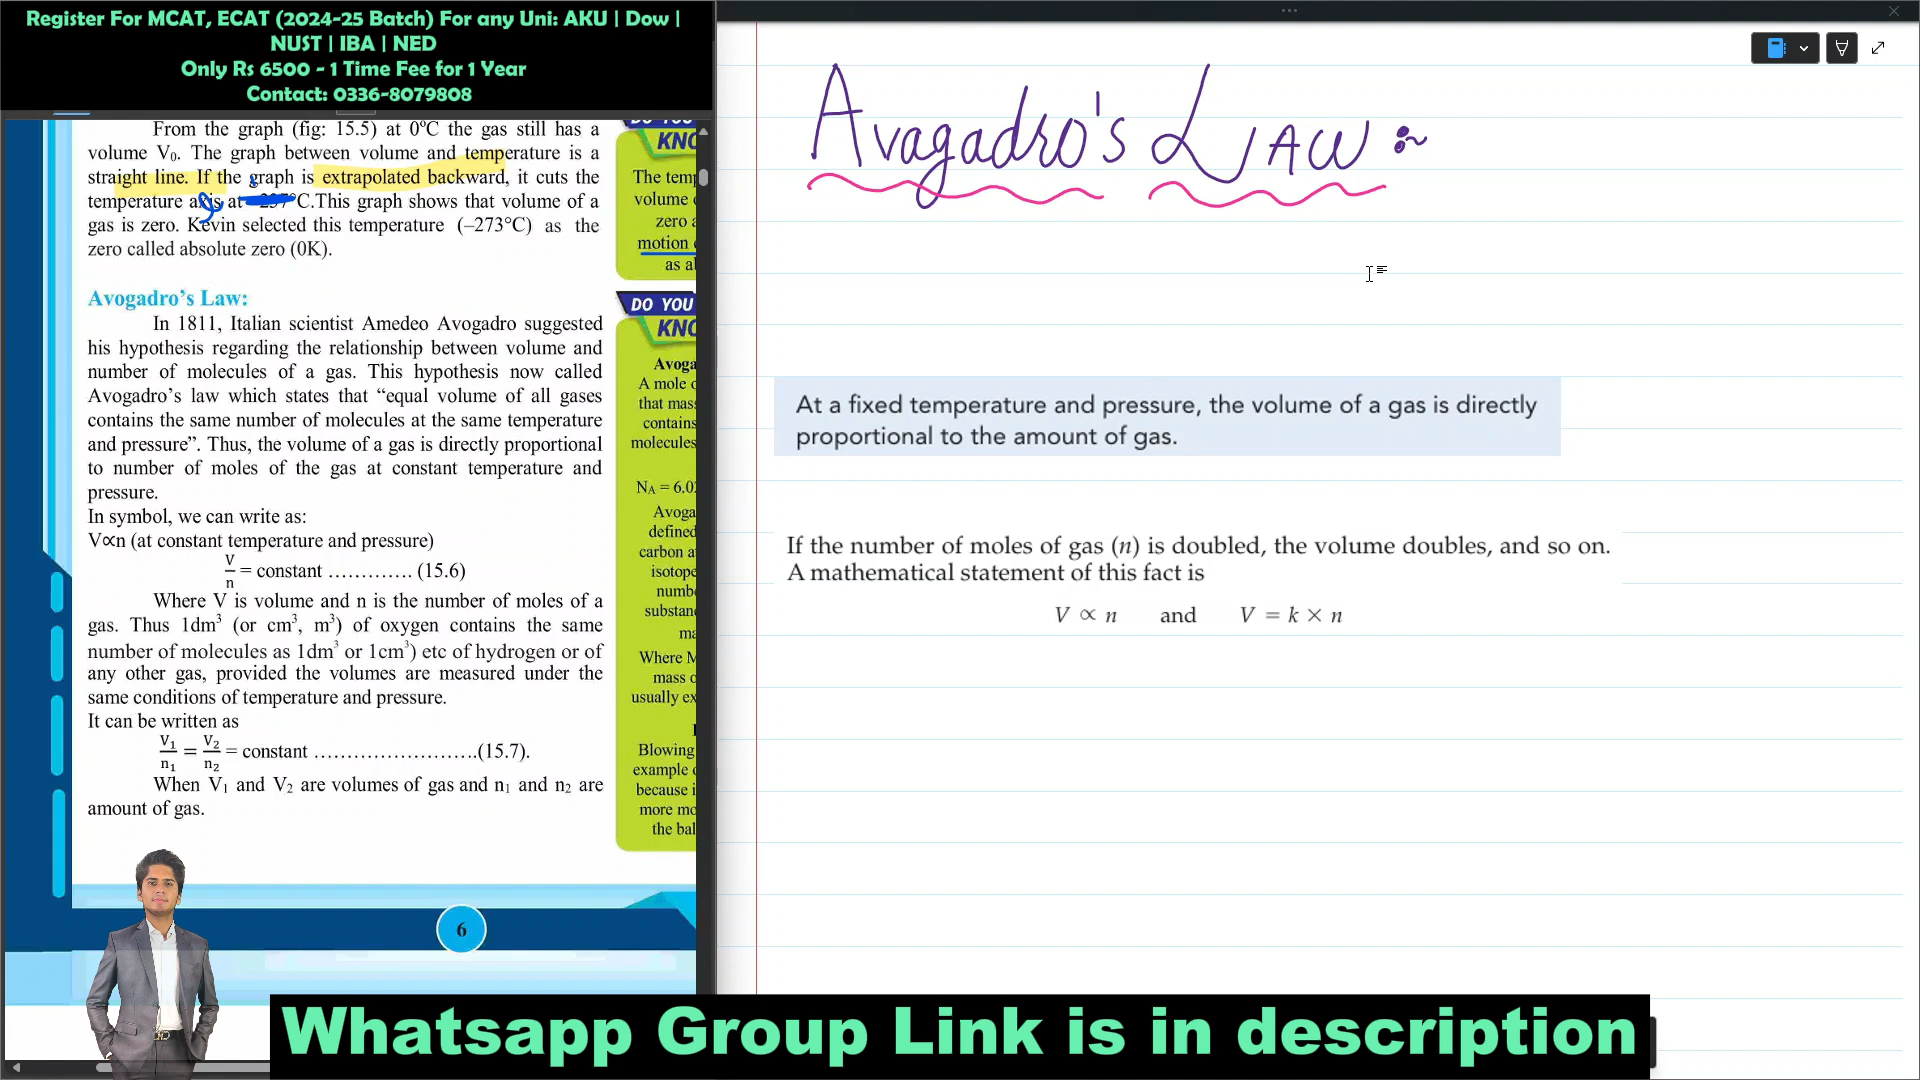 Register For MCAT, ECAT (2024-25 Batch) For any Uni: AKU | Dow |
NUST | IBA | NED
Only Rs 6500 - 1 Time Fee for 1 Year
Contact: 0336-8079808
From the graph (fig: 15.5) at 0°C the gas still has a
volume V₀. The graph between volume and temperature is a
straight line. If the graph is extrapolated backward, it cuts the
temperature axis at C.This graph shows that volume of a
gas is zero. Kevin selected this temperature (–273°C) as the
zero called absolute zero (0K).
Avogadro's Law:
In 1811, Italian scientist Amedeo Avogadro suggested
his hypothesis regarding the relationship between volume and
number of molecules of a gas. This hypothesis now called
Avogadro's law which states that “equal volume of all gases
contains the same number of molecules at the same temperature
and pressure”. Thus, the volume of a gas is directly proportional
to number of moles of the gas at constant temperature and
pressure.
In symbol, we can write as:
V∝n (at constant temperature and pressure)
V/n = constant …………. (15.6)
Where V is volume and n is the number of moles of a
gas. Thus 1dm³ (or cm³, m³) of oxygen contains the same
number of molecules as 1dm³ or 1cm³) etc of hydrogen or of
any other gas, provided the volumes are measured under the
same conditions of temperature and pressure.
It can be written as
V₁/n₁ = V₂/n₂ = constant …………………….(15.7).
When V₁ and V₂ are volumes of gas and n₁ and n₂ are
amount of gas.
6
KNO
The temp
volume o
zero a
motion
as al
DO YOU
KNO
Avoga
A mole o
that mass
contains
molecules
N_A = 6.0
Avoga
defined
carbon a
isotope
numb
substan
ma
Where M
mass o
usually ex
Blowing
example o
because i
more mo
the bal
Avagadro's LAW:
At a fixed temperature and pressure, the volume of a gas is directly
proportional to the amount of gas.
If the number of moles of gas (n) is doubled, the volume doubles, and so on.
A mathematical statement of this fact is
V ∝ n and V = k × n
Whatsapp Group Link is in description